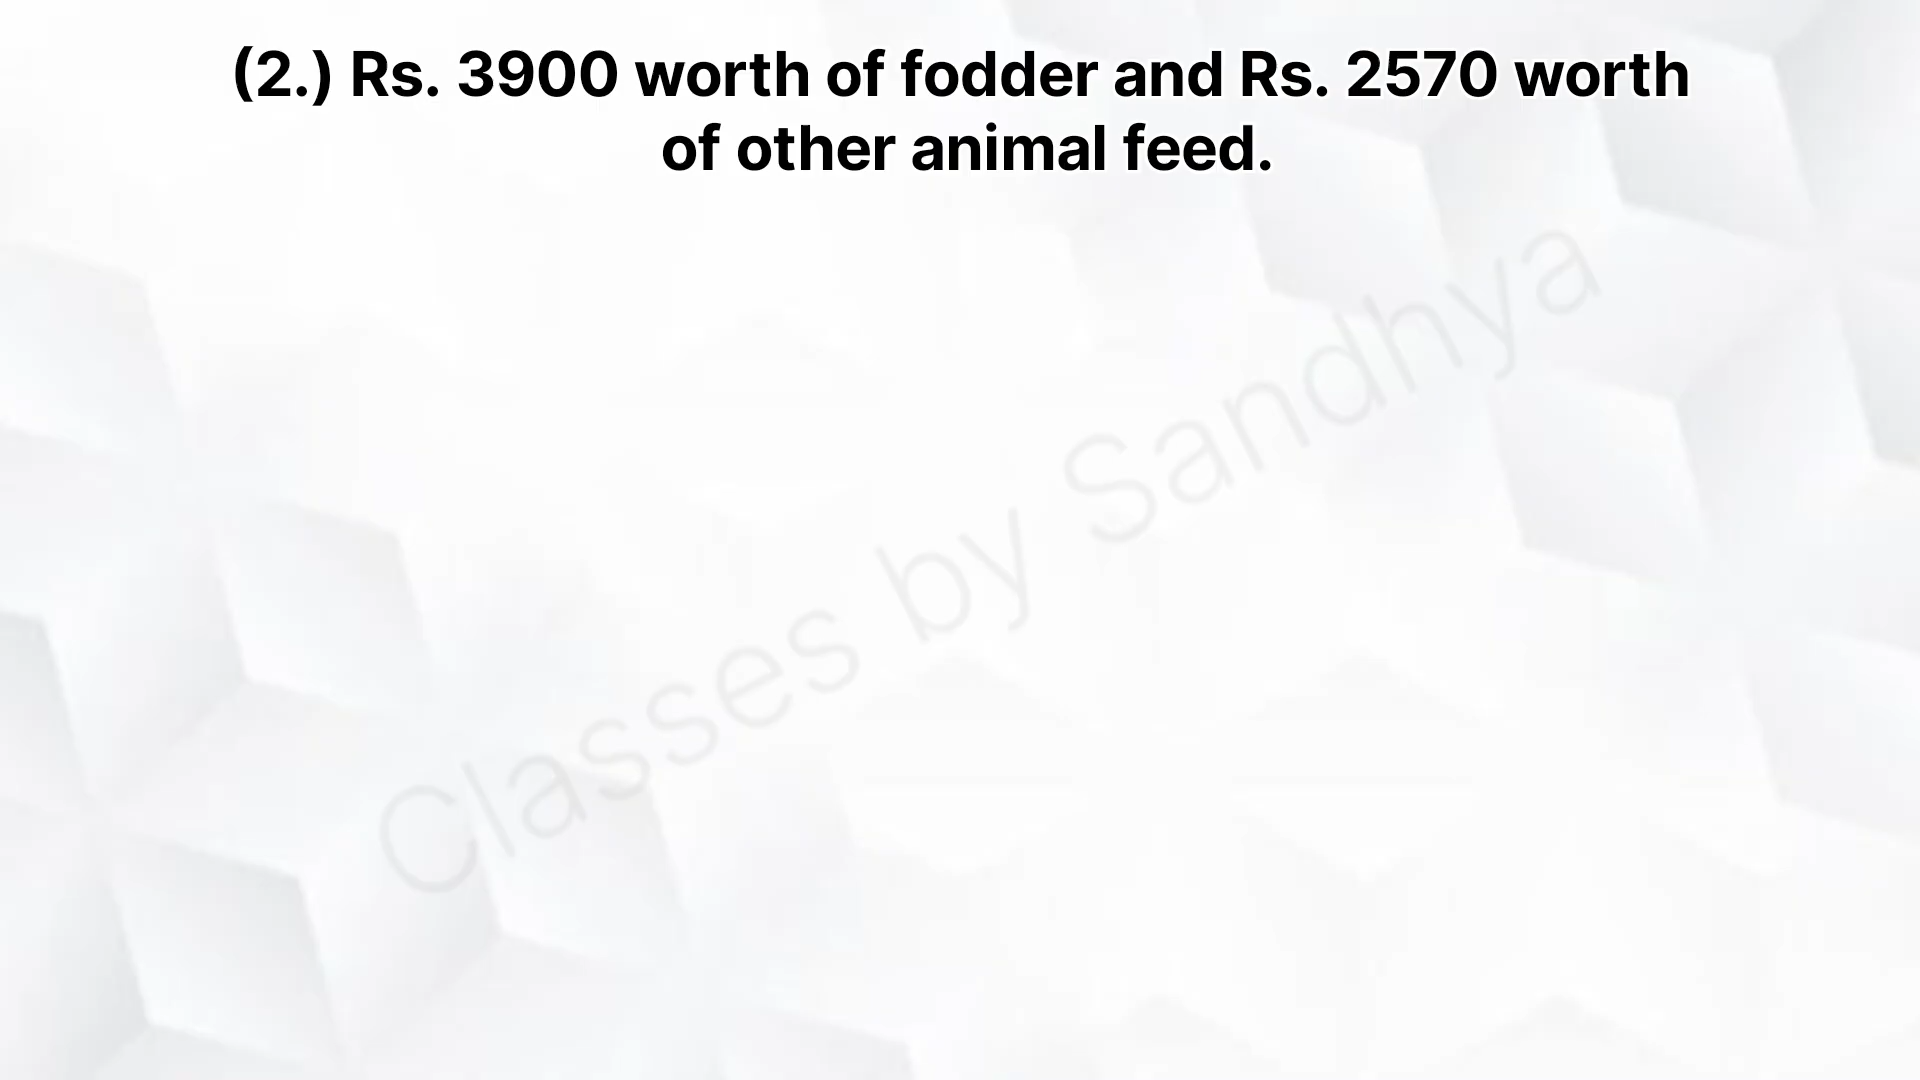 (2.) Rs. 3900 worth of fodder and Rs. 2570 worth
of other animal feed.
Classes by Sandhya